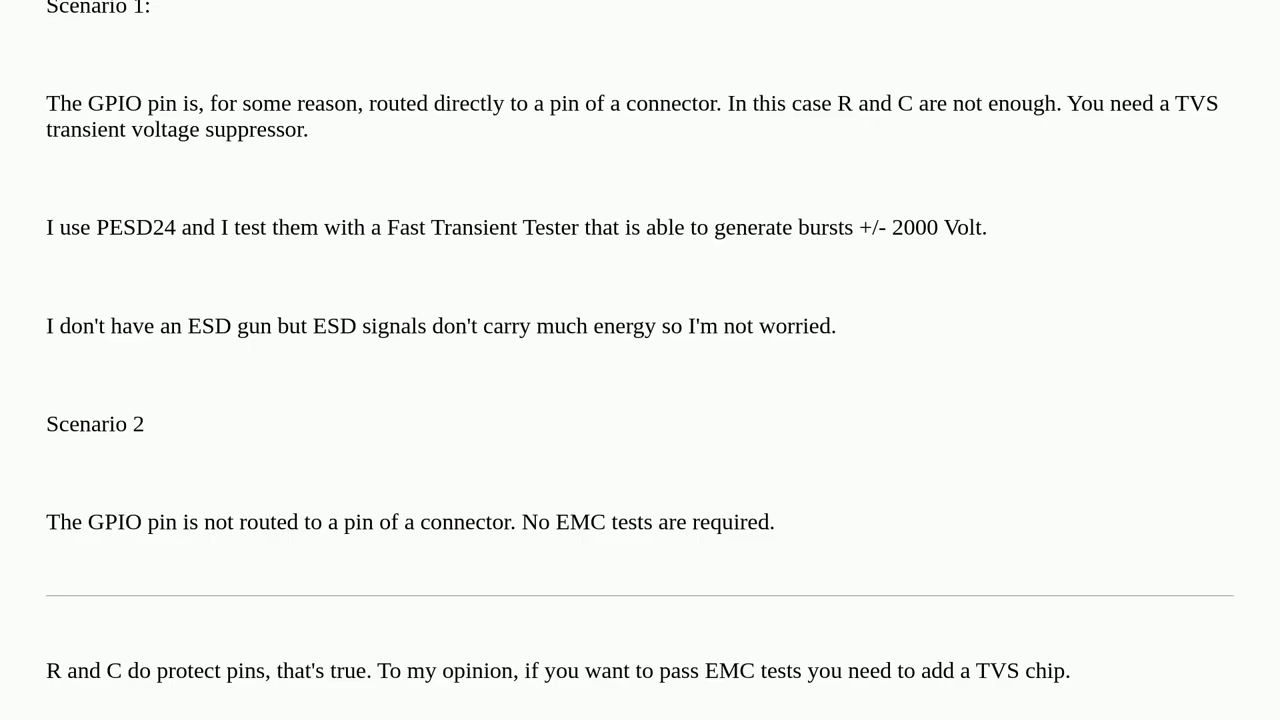 Scenario 1:
The GPIO pin is, for some reason, routed directly to a pin of a connector. In this case R and C are not enough. You need a TVS
transient voltage suppressor.
I use PESD24 and I test them with a Fast Transient Tester that is able to generate bursts +/- 2000 Volt.
I don't have an ESD gun but ESD signals don't carry much energy so I'm not worried.
Scenario 2
The GPIO pin is not routed to a pin of a connector. No EMC tests are required.
R and C do protect pins, that's true. To my opinion, if you want to pass EMC tests you need to add a TVS chip.